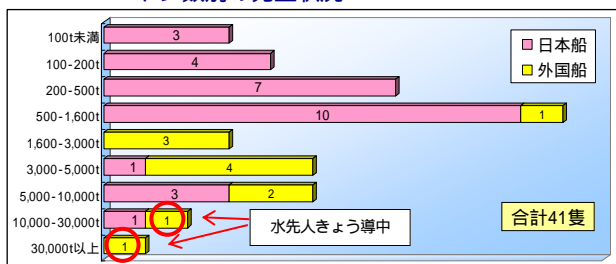 100t未満 3
100-200t 4
200-500t 7
500-1,600t 10 1
1,600-3,000t 3
3,000-5,000t 1 4
5,000-10,000t 3 2
10,000-30,000t 1 1
30,000t以上 1
日本船
外国船
水先人きょう導中
合計41隻